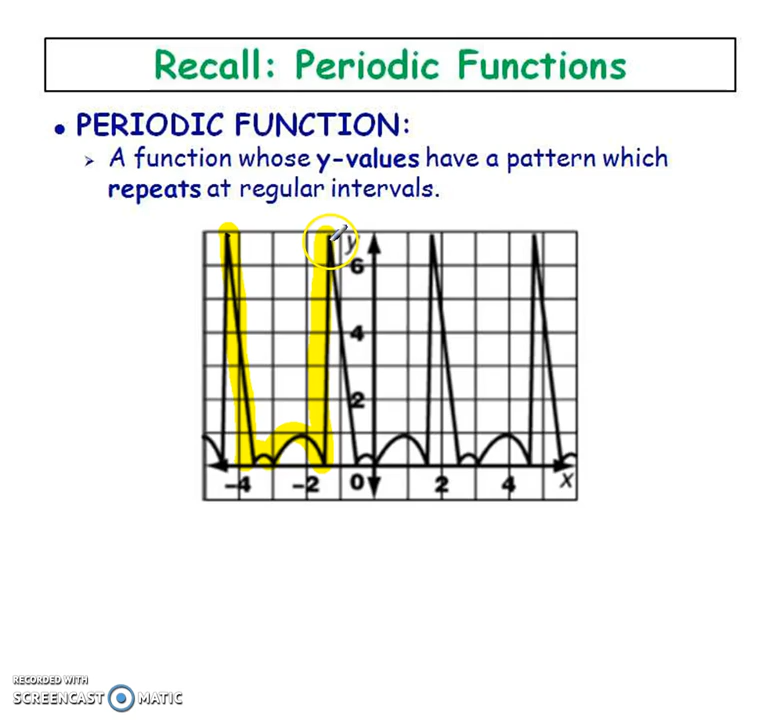 Recall: Periodic Functions
• PERIODIC FUNCTION:
➢ A function whose y-values have a pattern which
repeats at regular intervals.
y
6
4
2
-4 -2 0 2 4 x
RECORDED WITH
SCREENCAST MATIC